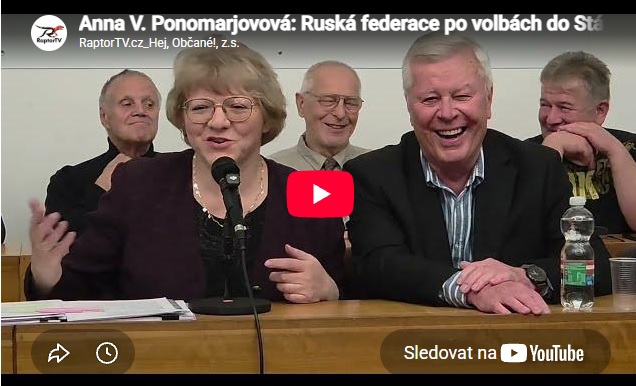 Anna V. Ponomarjovová: Ruská federace po volbách do Stá
RaptorTV.cz_Hej, Občané!, z.s.
RaptorTV
Sledovat na YouTube